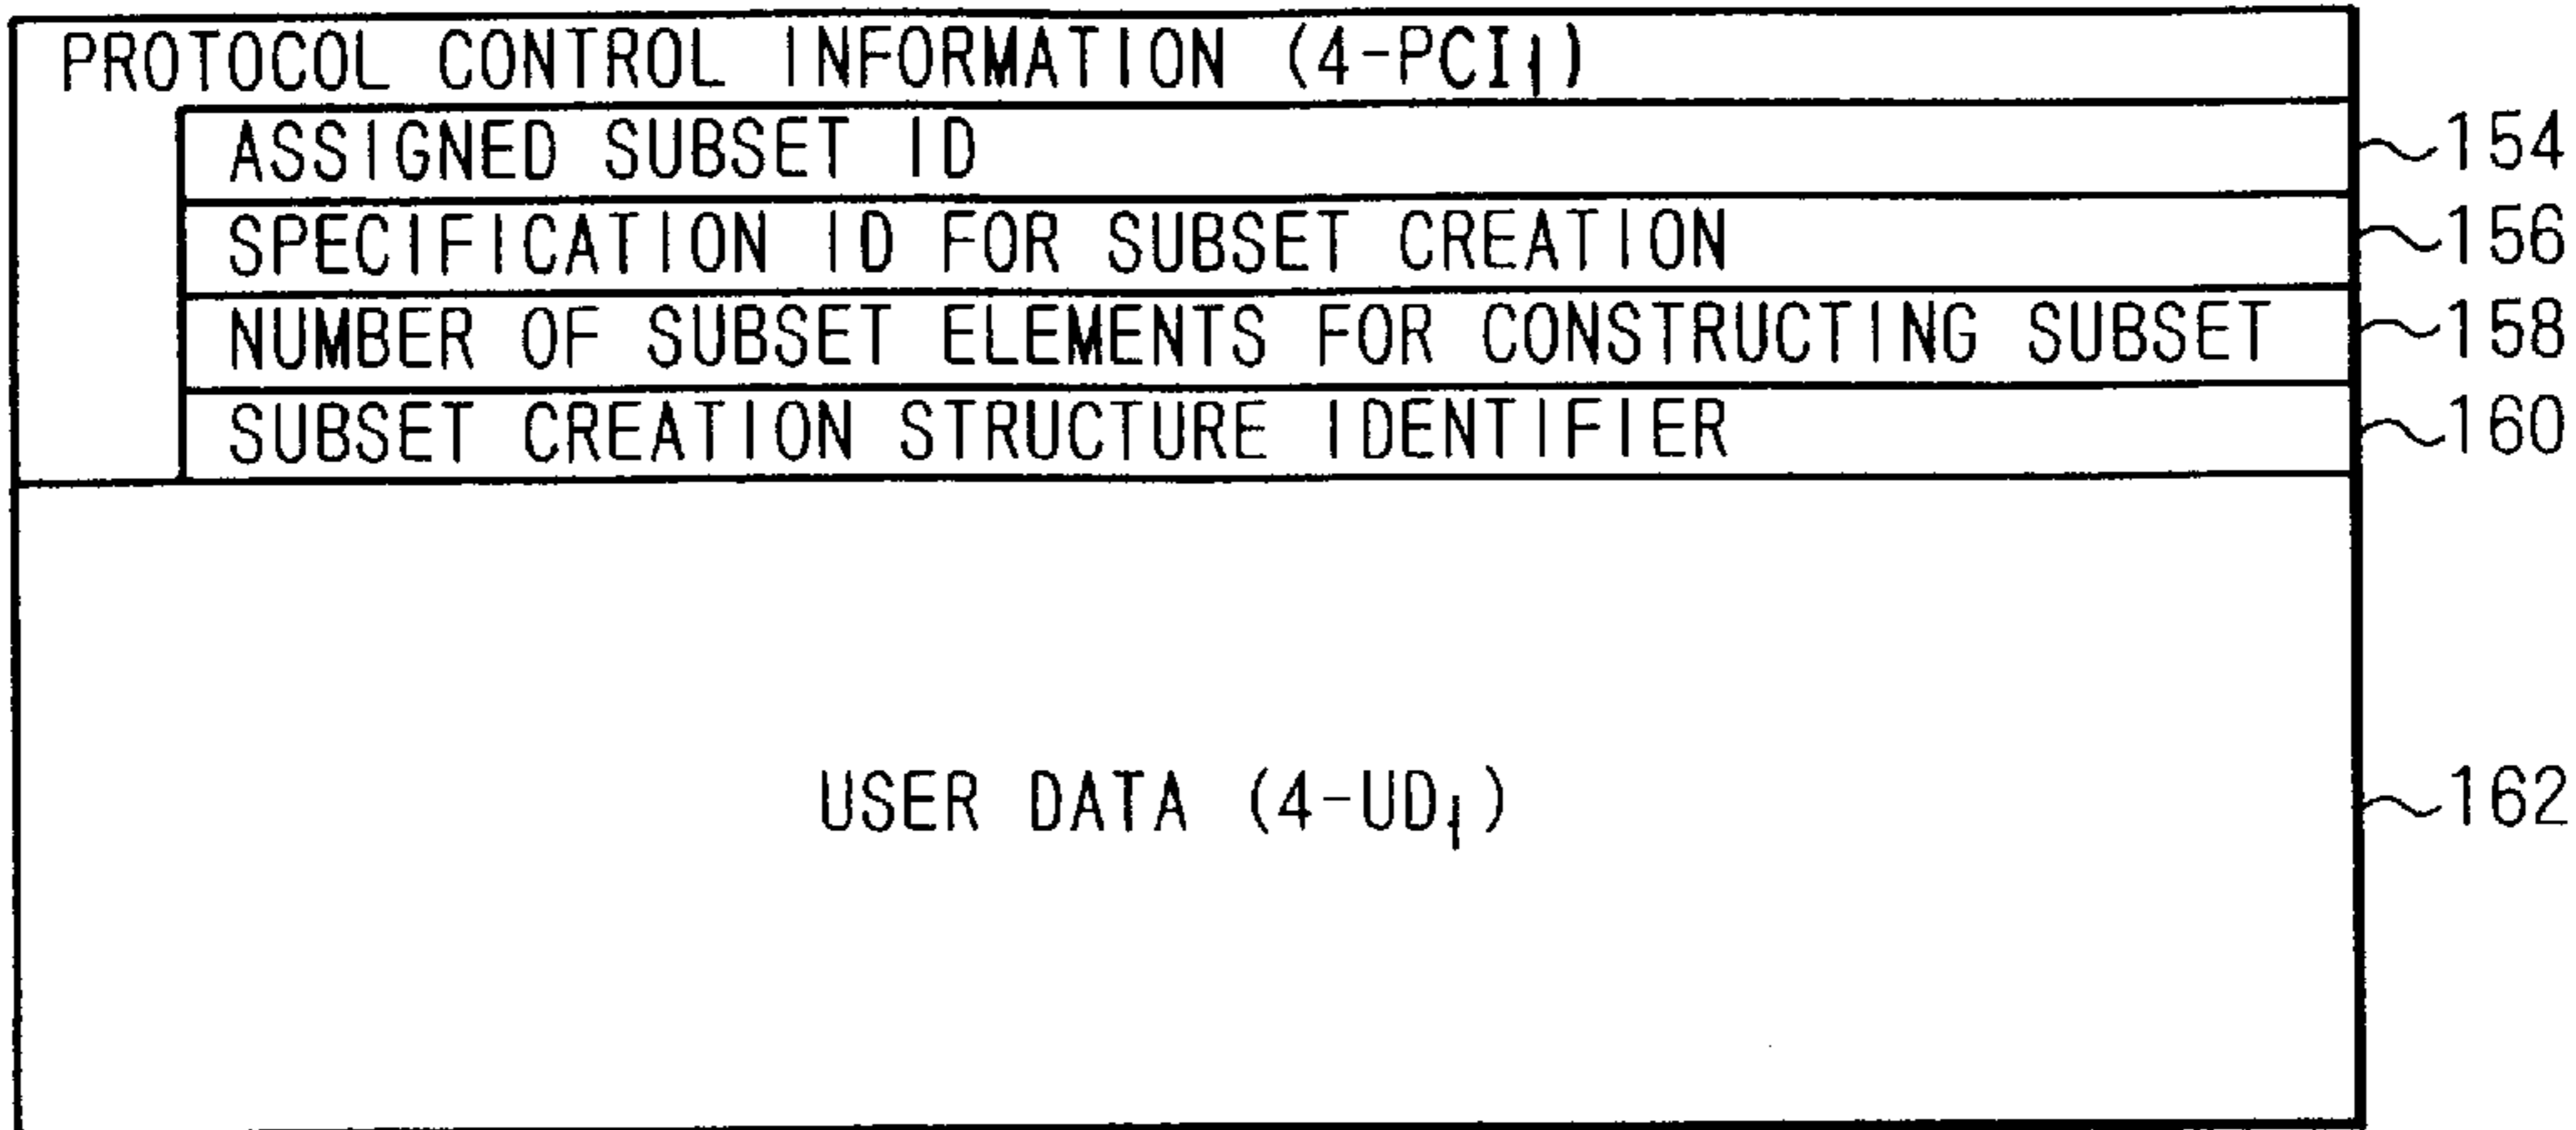 PROTOCOL CONTROL INFORMATION (4-PCI₁)
ASSIGNED SUBSET ID 154
SPECIFICATION ID FOR SUBSET CREATION 156
NUMBER OF SUBSET ELEMENTS FOR CONSTRUCTING SUBSET 158
SUBSET CREATION STRUCTURE IDENTIFIER 160
USER DATA (4-UD₁) 162